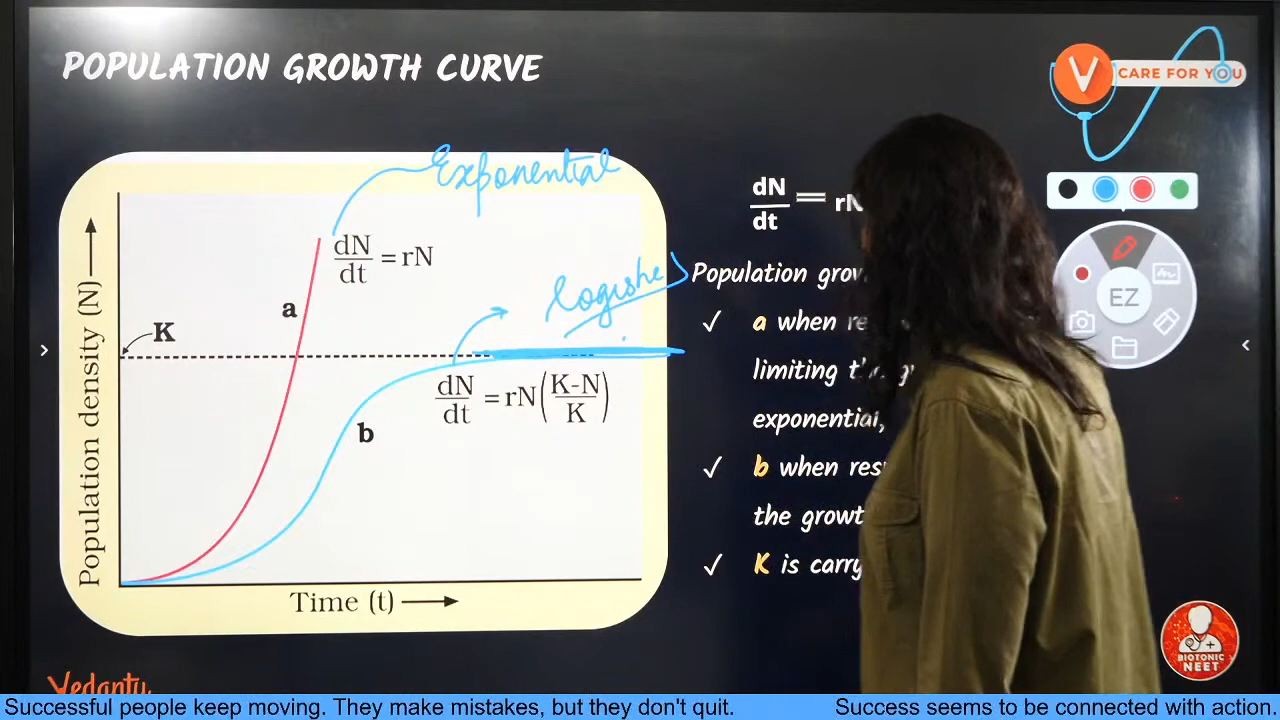 POPULATION GROWTH CURVE
CARE FOR YOU
Exponential
dN/dt = rN
dN/dt = rN
logistic
Population grow
a
K
a when re
limiting the g
exponential,
dN/dt = rN(K-N/K)
b
b when res
the growt
K is carry
Population density (N)
Time (t)
EZ
BIOTONIC
NEET
Vedantu
Successful people keep moving. They make mistakes, but they don't quit.
Success seems to be connected with action.